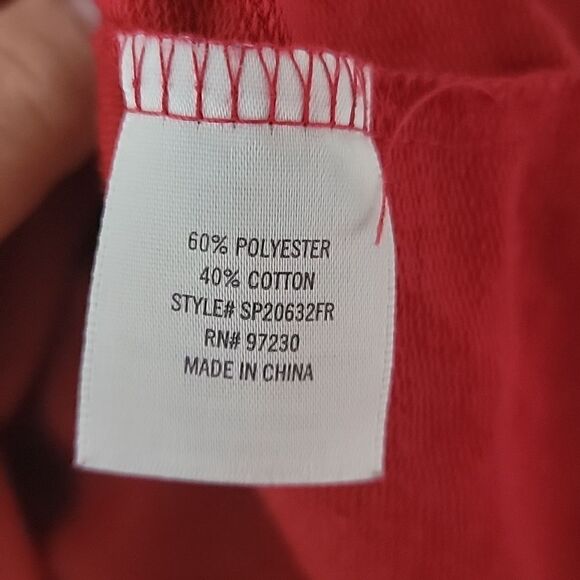 60% POLYESTER
40% COTTON
STYLE# SP20632FR
RN# 97230
MADE IN CHINA